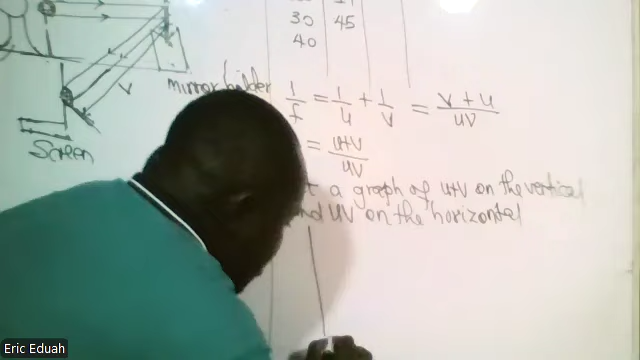 30 45
40
mirror holder
V
Screen
1/f = 1/u + 1/v = v + u/uv
= u+v/uv
a graph of u+v on the vertical
and uv on the horizontal
Eric Eduah